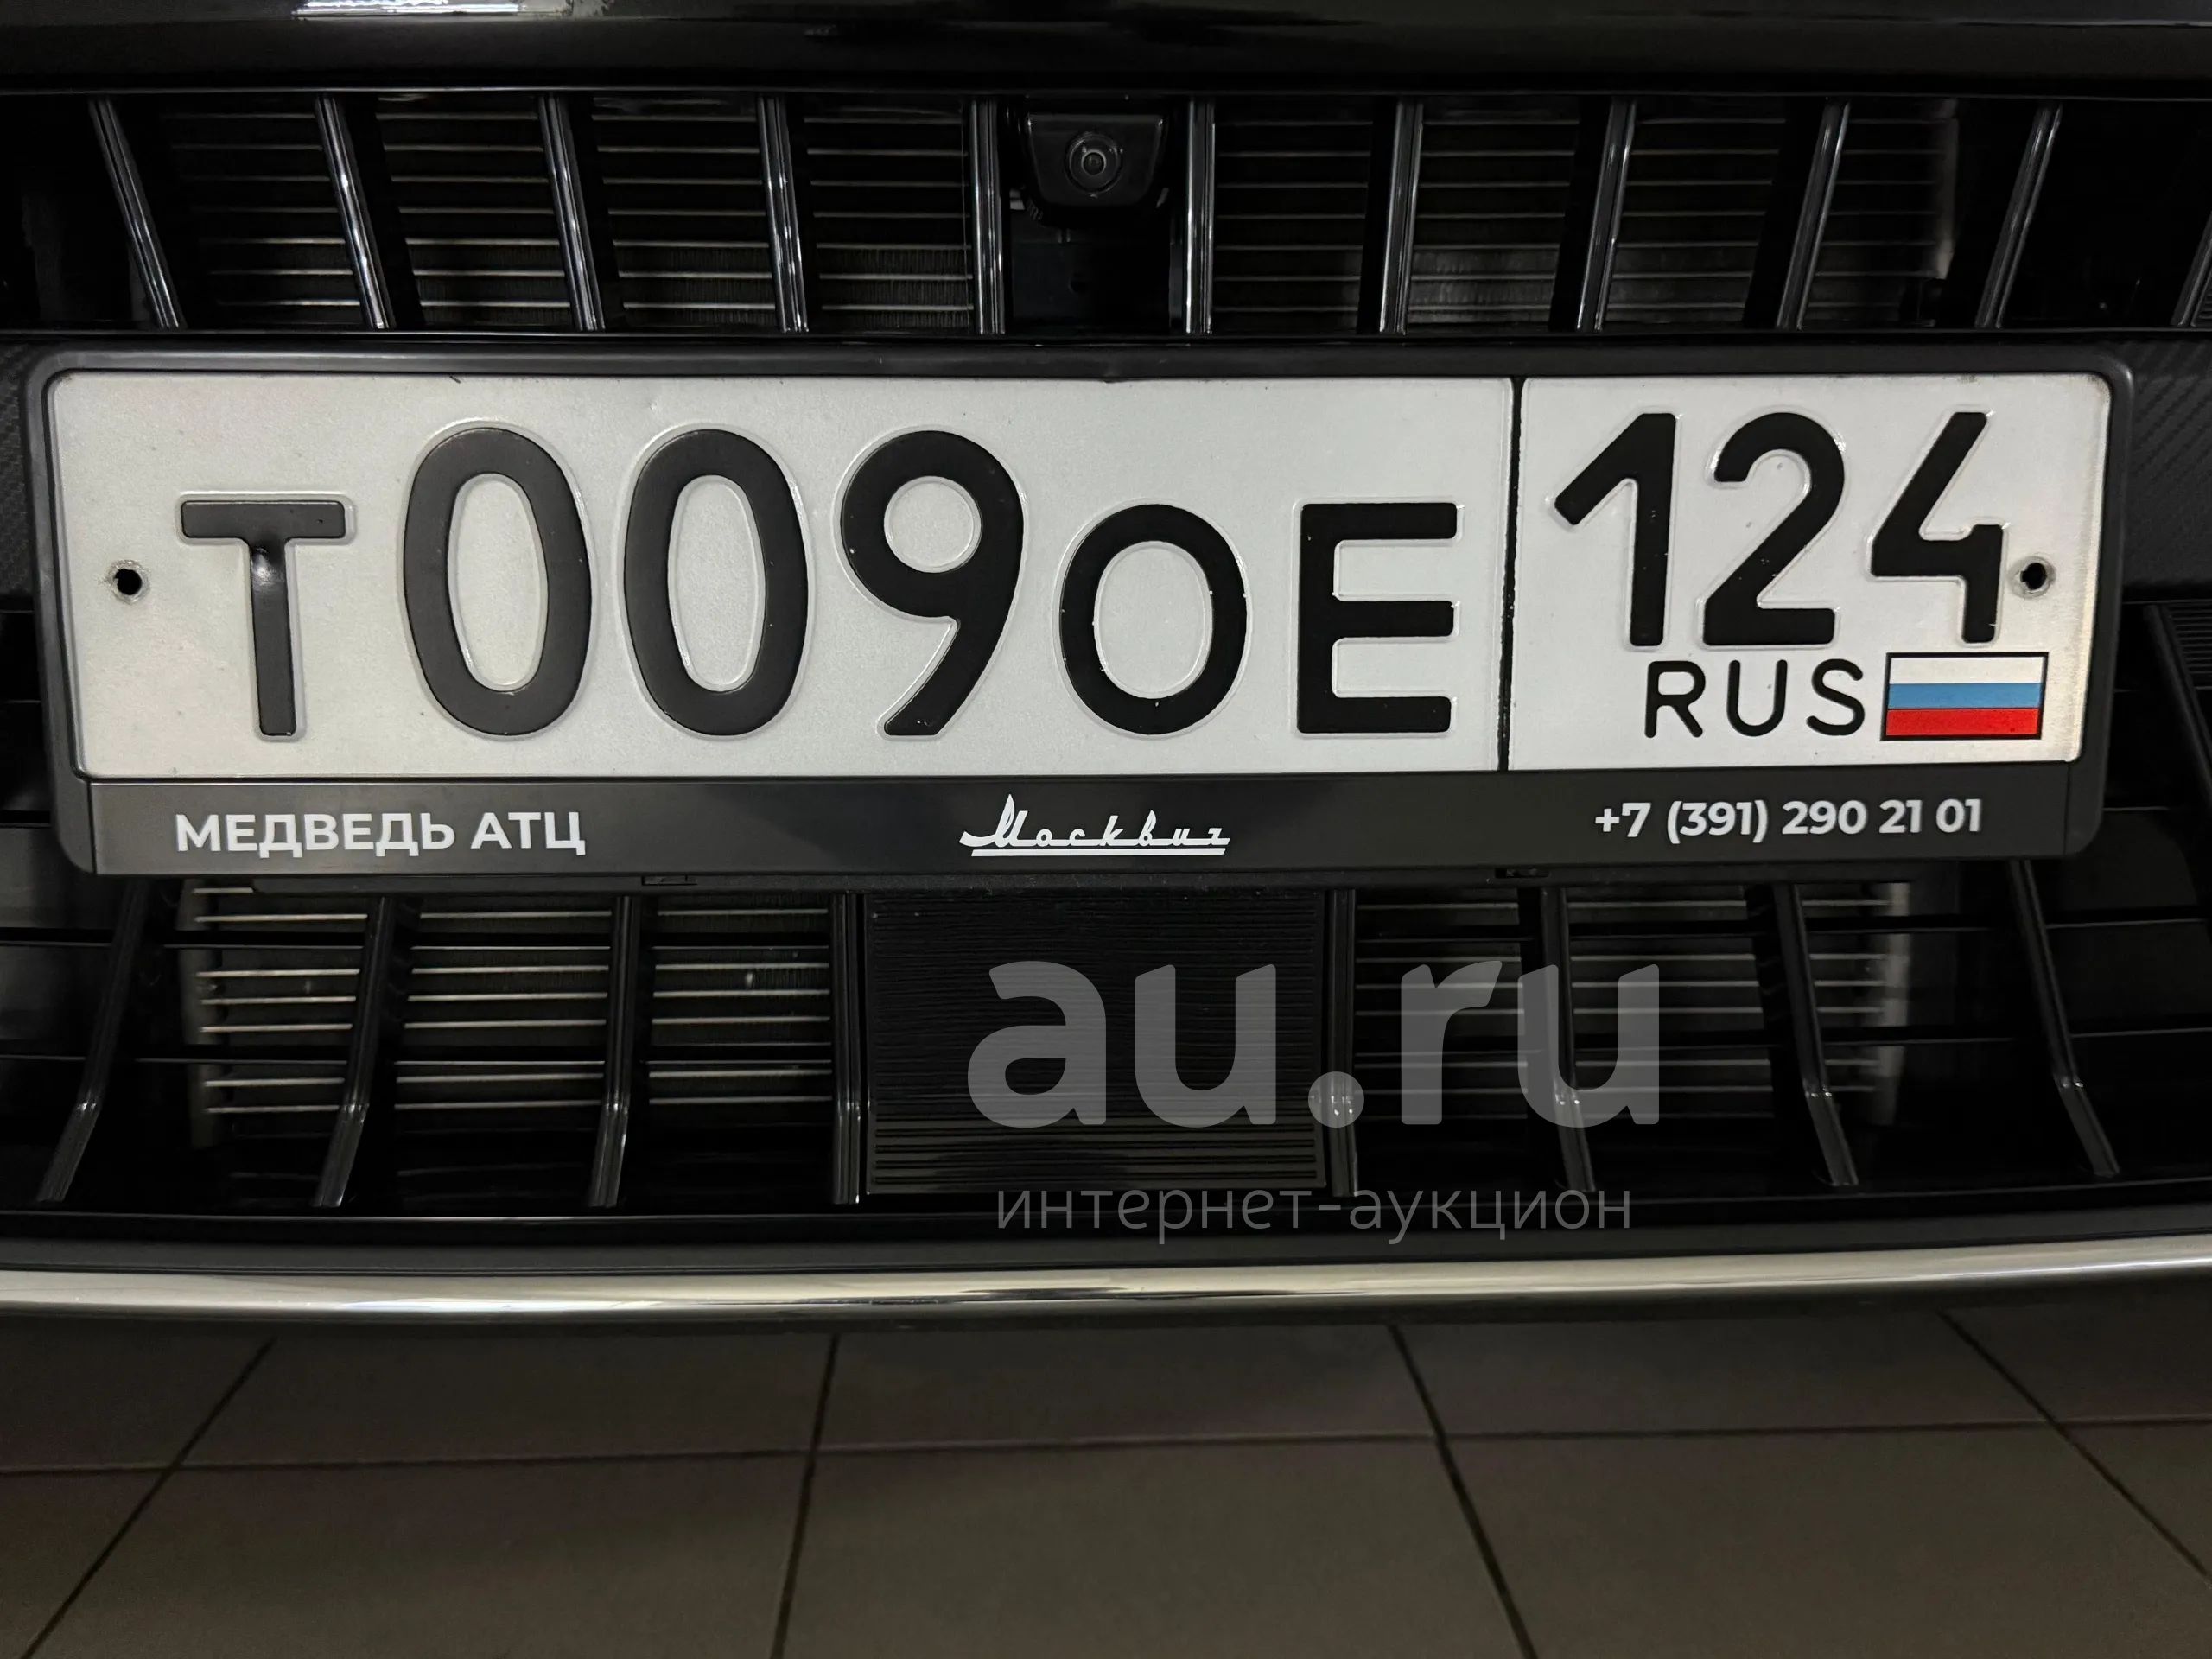 Т009ОЕ 124
RUS
МЕДВЕДЬ АТЦ Москвич +7 (391) 290 21 01
au.ru
интернет-аукцион